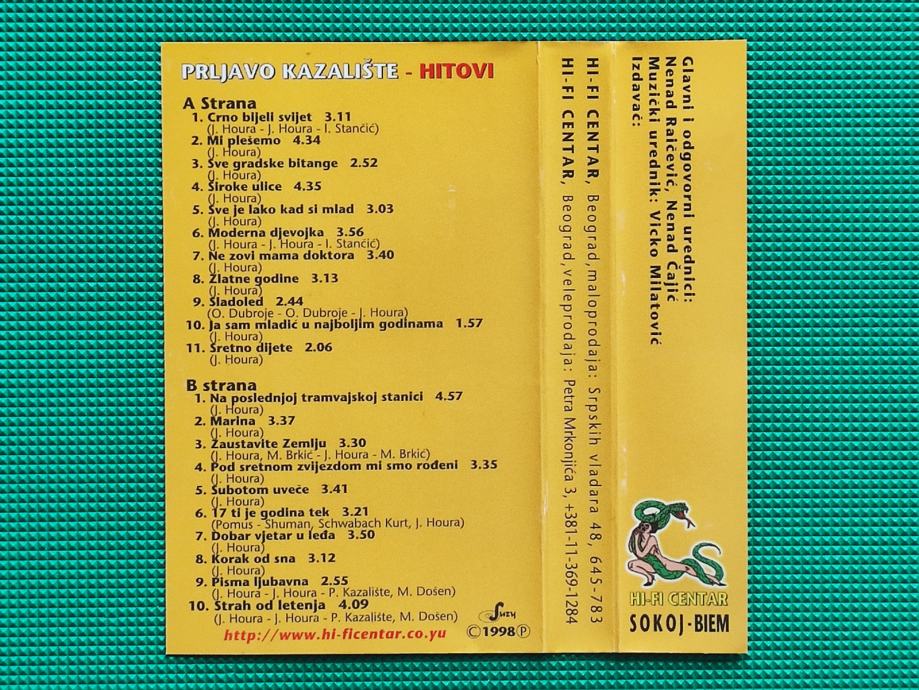 PRLJAVO KAZALIŠTE - HITOVI
A Strana
1. Crno bijeli svijet 3.11
(J. Houra - J. Houra - I. Stančić)
2. Mi plešemo 4.34
(J. Houra)
3. Sve gradske bitange 2.52
(J. Houra)
4. Široke ulice 4.35
(J. Houra)
5. Sve je lako kad si mlad 3.03
(J. Houra)
6. Moderna djevojka 3.56
(J. Houra - J. Houra - I. Stančić)
7. Ne zovi mama doktora 3.40
(J. Houra)
8. Zlatne godine 3.13
(J. Houra)
9. Sladoled 2.44
(O. Dubroje - O. Dubroje - J. Houra)
10. Ja sam mladić u najboljim godinama 1.57
(J. Houra)
11. Sretno dijete 2.06
(J. Houra)
B strana
1. Na poslednjoj tramvajskoj stanici 4.57
(J. Houra)
2. Marina 3.37
(J. Houra)
3. Zaustavite Zemlju 3.30
(J. Houra, M. Brkić - J. Houra - M. Brkić)
4. Pod sretnom zvijezdom mi smo rođeni 3.35
(J. Houra)
5. Subotom uveče 3.41
(J. Houra)
6. 17 ti je godina tek 3.21
(Pomus - Shuman, Schwabach Kurt, J. Houra)
7. Dobar vjetar u leđa 3.50
(J. Houra)
8. Korak od sna 3.12
(J. Houra)
9. Pisma ljubavna 2.55
(J. Houra - J. Houra - P. Kazalište, M. Došen)
10. Strah od letenja 4.09
(J. Houra - J. Houra - P. Kazalište, M. Došen)
http://www.hi-ficentar.co.yu
Suzy
©1998℗
HI-FI CENTAR, Beograd, maloprodaja: Srpskih vladara 48, 645-783
HI-FI CENTAR, Beograd, veleprodaja: Petra Mrkonjića 3, +381-11-369-1284
Glavni i odgovorni urednici:
Nenad Raičević, Nenad Čajić
Muzički urednik: Vicko Milatović
Izdavač:
HI-FI CENTAR
SOKOJ-BIEM